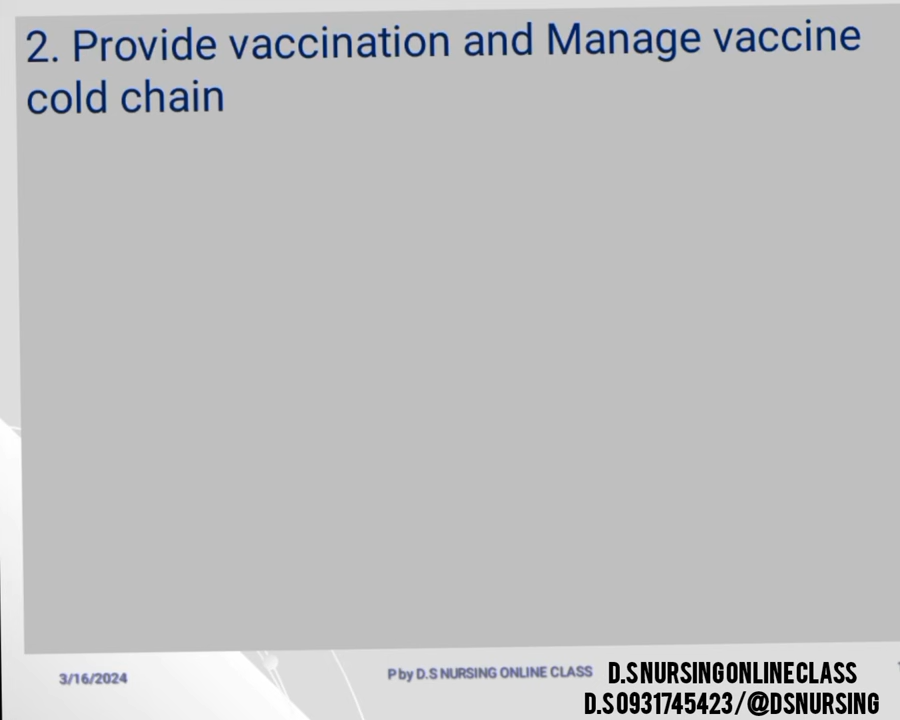 2. Provide vaccination and Manage vaccine
cold chain
3/16/2024
P by D.S NURSING ONLINE CLASS
D.S NURSING ONLINE CLASS
D.S 0931745423 / @DSNURSING